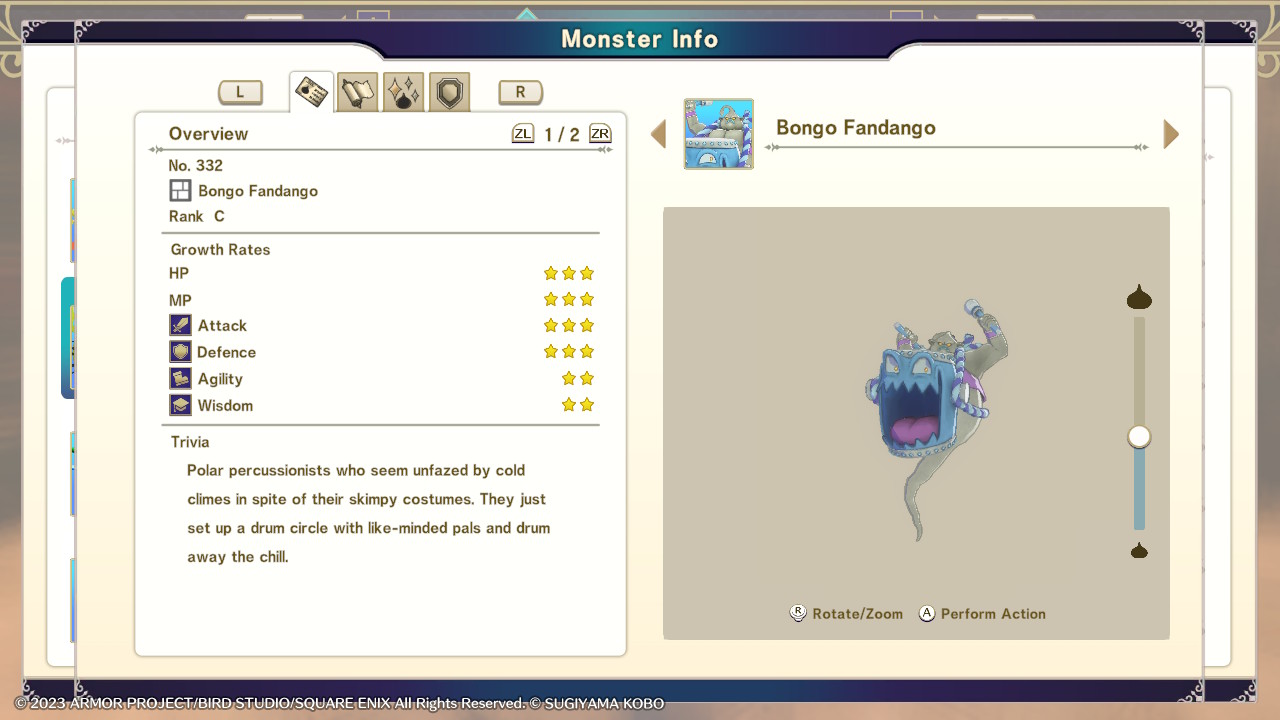 Monster Info
L
R
Overview
ZL 1 / 2 ZR
No. 332
Bongo Fandango
Rank C
Growth Rates
HP
MP
Attack
Defence
Agility
Wisdom
Trivia
Polar percussionists who seem unfazed by cold
climes in spite of their skimpy costumes. They just
set up a drum circle with like-minded pals and drum
away the chill.
Bongo Fandango
R Rotate/Zoom A Perform Action
© 2023 ARMOR PROJECT/BIRD STUDIO/SQUARE ENIX All Rights Reserved. © SUGIYAMA KOBO